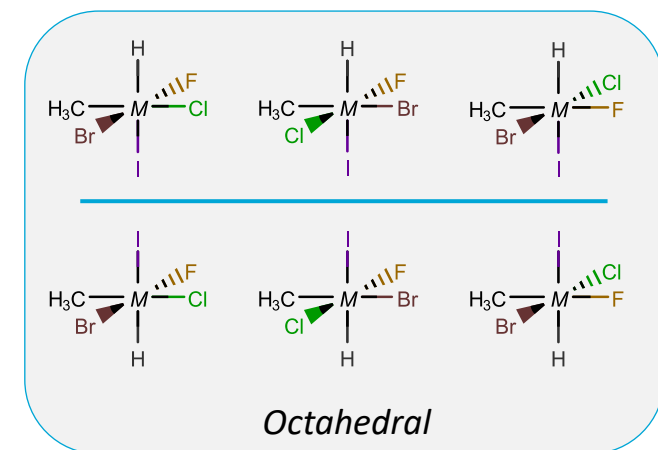 H H H
F F Cl
H3C M Cl H3C M Br H3C M F
Br Cl Br
I I I
I I I
F F Cl
H3C M Cl H3C M Br H3C M F
Br Cl Br
H H H
Octahedral